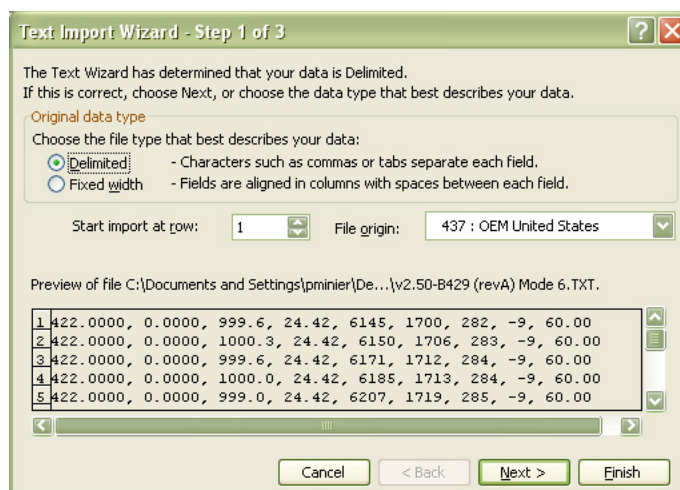 Text Import Wizard - Step 1 of 3
The Text Wizard has determined that your data is Delimited.
If this is correct, choose Next, or choose the data type that best describes your data.
Original data type
Choose the file type that best describes your data:
Delimited - Characters such as commas or tabs separate each field.
Fixed width - Fields are aligned in columns with spaces between each field.
Start import at row: 1 File origin: 437 : OEM United States
Preview of file C:\Documents and Settings\pminier\De...\v2.50-B429 (revA) Mode 6.TXT.
1 422.0000, 0.0000, 999.6, 24.42, 6145, 1700, 282, -9, 60.00
2 422.0000, 0.0000, 1000.3, 24.42, 6150, 1706, 283, -9, 60.00
3 422.0000, 0.0000, 999.6, 24.42, 6171, 1712, 284, -9, 60.00
4 422.0000, 0.0000, 1000.0, 24.42, 6185, 1713, 284, -9, 60.00
5 422.0000, 0.0000, 999.0, 24.42, 6207, 1719, 285, -9, 60.00
Cancel < Back Next > Finish